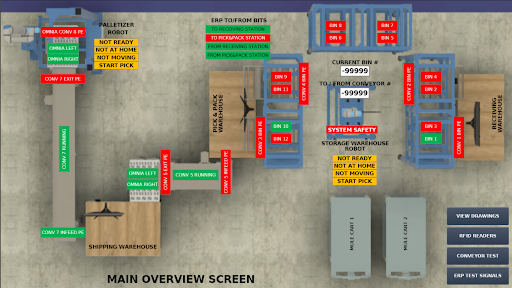 OMNIA CONV 8 PE
OMNIA LEFT
OMNIA RIGHT
CONV 7 EXIT PE
PALLETIZER
ROBOT
NOT READY
NOT AT HOME
NOT MOVING
START PICK
ERP TO/FROM BITS
TO RECEIVING STATION
TO PICK&PACK STATION
FROM RECEIVING STATION
FROM PICK&PACK STATION
BIN 8
BIN 7
BIN 6
BIN 5
CURRENT BIN #
-99999
TO / FROM CONVEYOR #
-99999
SYSTEM SAFETY
STORAGE WAREHOUSE
ROBOT
NOT READY
NOT AT HOME
NOT MOVING
START PICK
BIN 9
BIN 11
BIN 10
BIN 12
CONV 4 BIN PE
CONV 3 BIN PE
PICK & PACK
WAREHOUSE
BIN 4
BIN 2
BIN 3
BIN 1
CONV 2 BIN PE
CONV 1 BIN PE
RECEIVING
WAREHOUSE
CONV 7 RUNNING
CONV 7 INFEED PE
OMNIA LEFT
OMNIA RIGHT
CONV 5 EXIT PE
CONV 5 RUNNING
CONV 5 INFEED PE
SHIPPING WAREHOUSE
MULE CART 1
MULE CART 2
VIEW DRAWINGS
RFID READERS
CONVEYOR TEST
ERP TEST SIGNALS
MAIN OVERVIEW SCREEN